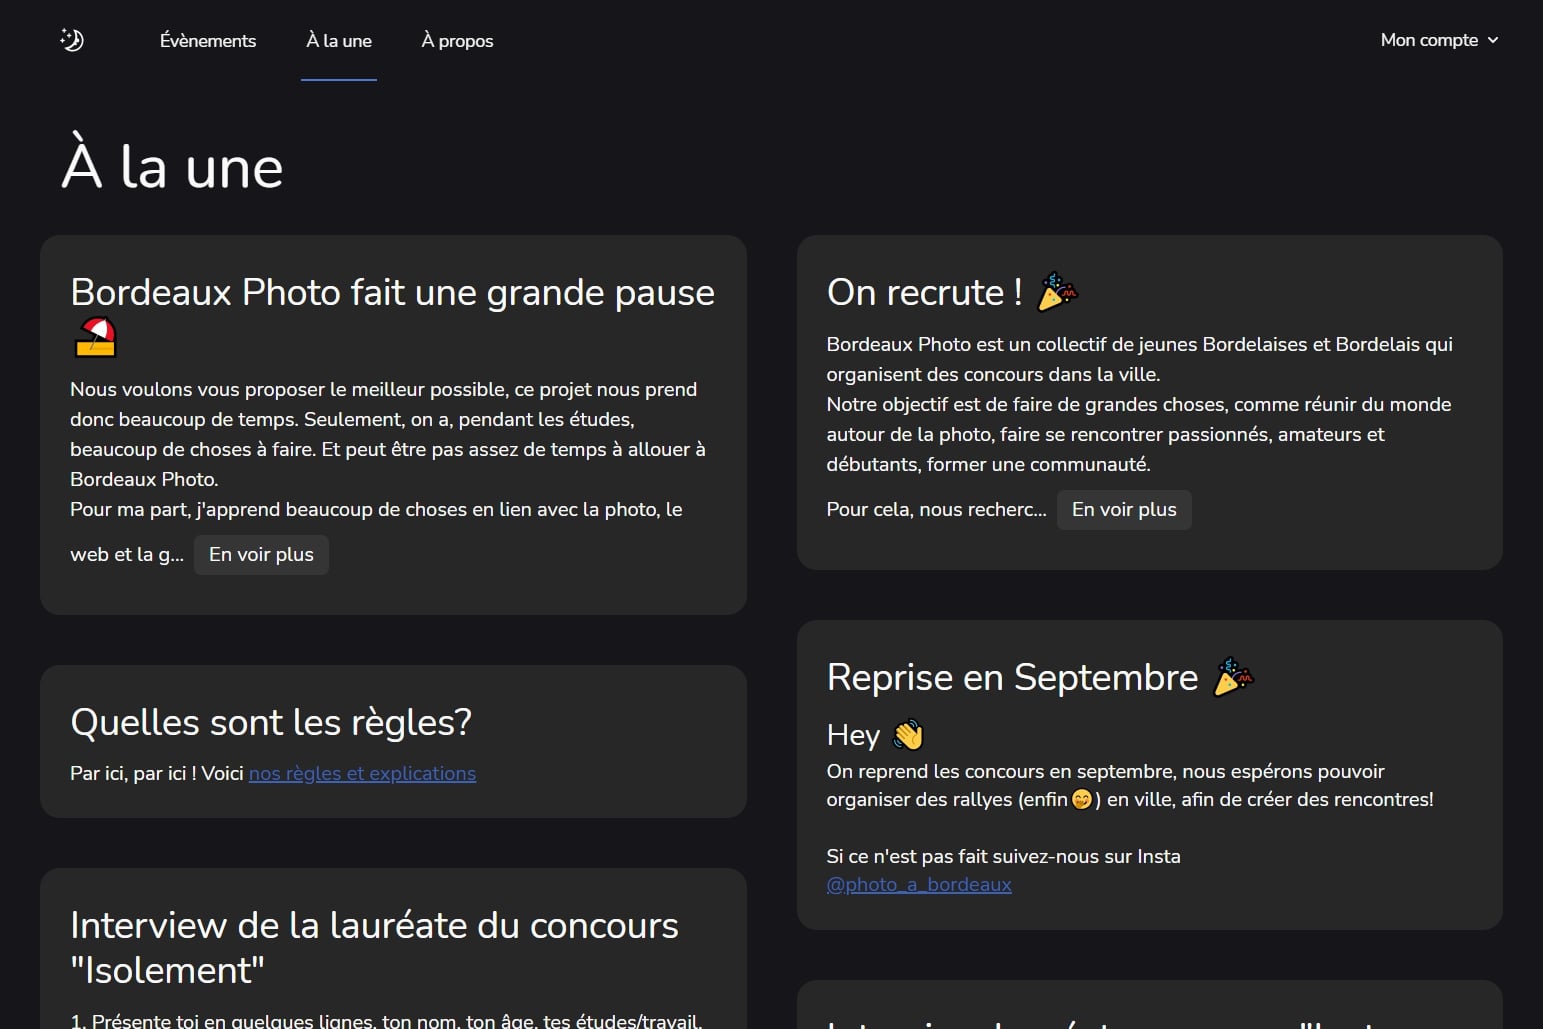 Évènements
À la une
À propos
Mon compte
À la une
Bordeaux Photo fait une grande pause
Nous voulons vous proposer le meilleur possible, ce projet nous prend
donc beaucoup de temps. Seulement, on a, pendant les études,
beaucoup de choses à faire. Et peut être pas assez de temps à allouer à
Bordeaux Photo.
Pour ma part, j'apprend beaucoup de choses en lien avec la photo, le
web et la g... En voir plus
Quelles sont les règles?
Par ici, par ici ! Voici nos règles et explications
Interview de la lauréate du concours
"Isolement"
1. Présente toi en quelques lignes, ton nom, ton âge, tes études/travail,
On recrute ! 🎉
Bordeaux Photo est un collectif de jeunes Bordelaises et Bordelais qui
organisent des concours dans la ville.
Notre objectif est de faire de grandes choses, comme réunir du monde
autour de la photo, faire se rencontrer passionnés, amateurs et
débutants, former une communauté.
Pour cela, nous recherc... En voir plus
Reprise en Septembre 🎉
Hey 👋
On reprend les concours en septembre, nous espérons pouvoir
organiser des rallyes (enfin🤭) en ville, afin de créer des rencontres!
Si ce n'est pas fait suivez-nous sur Insta
@photo_a_bordeaux